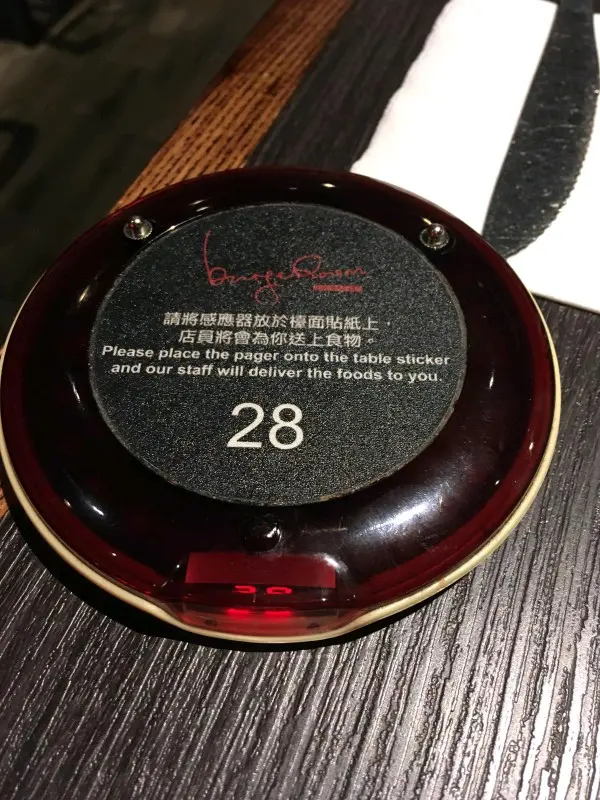 請將感應器放於檯面貼紙上，
店員將會為你送上食物。
Please place the pager onto the table sticker
and our staff will deliver the foods to you.
28